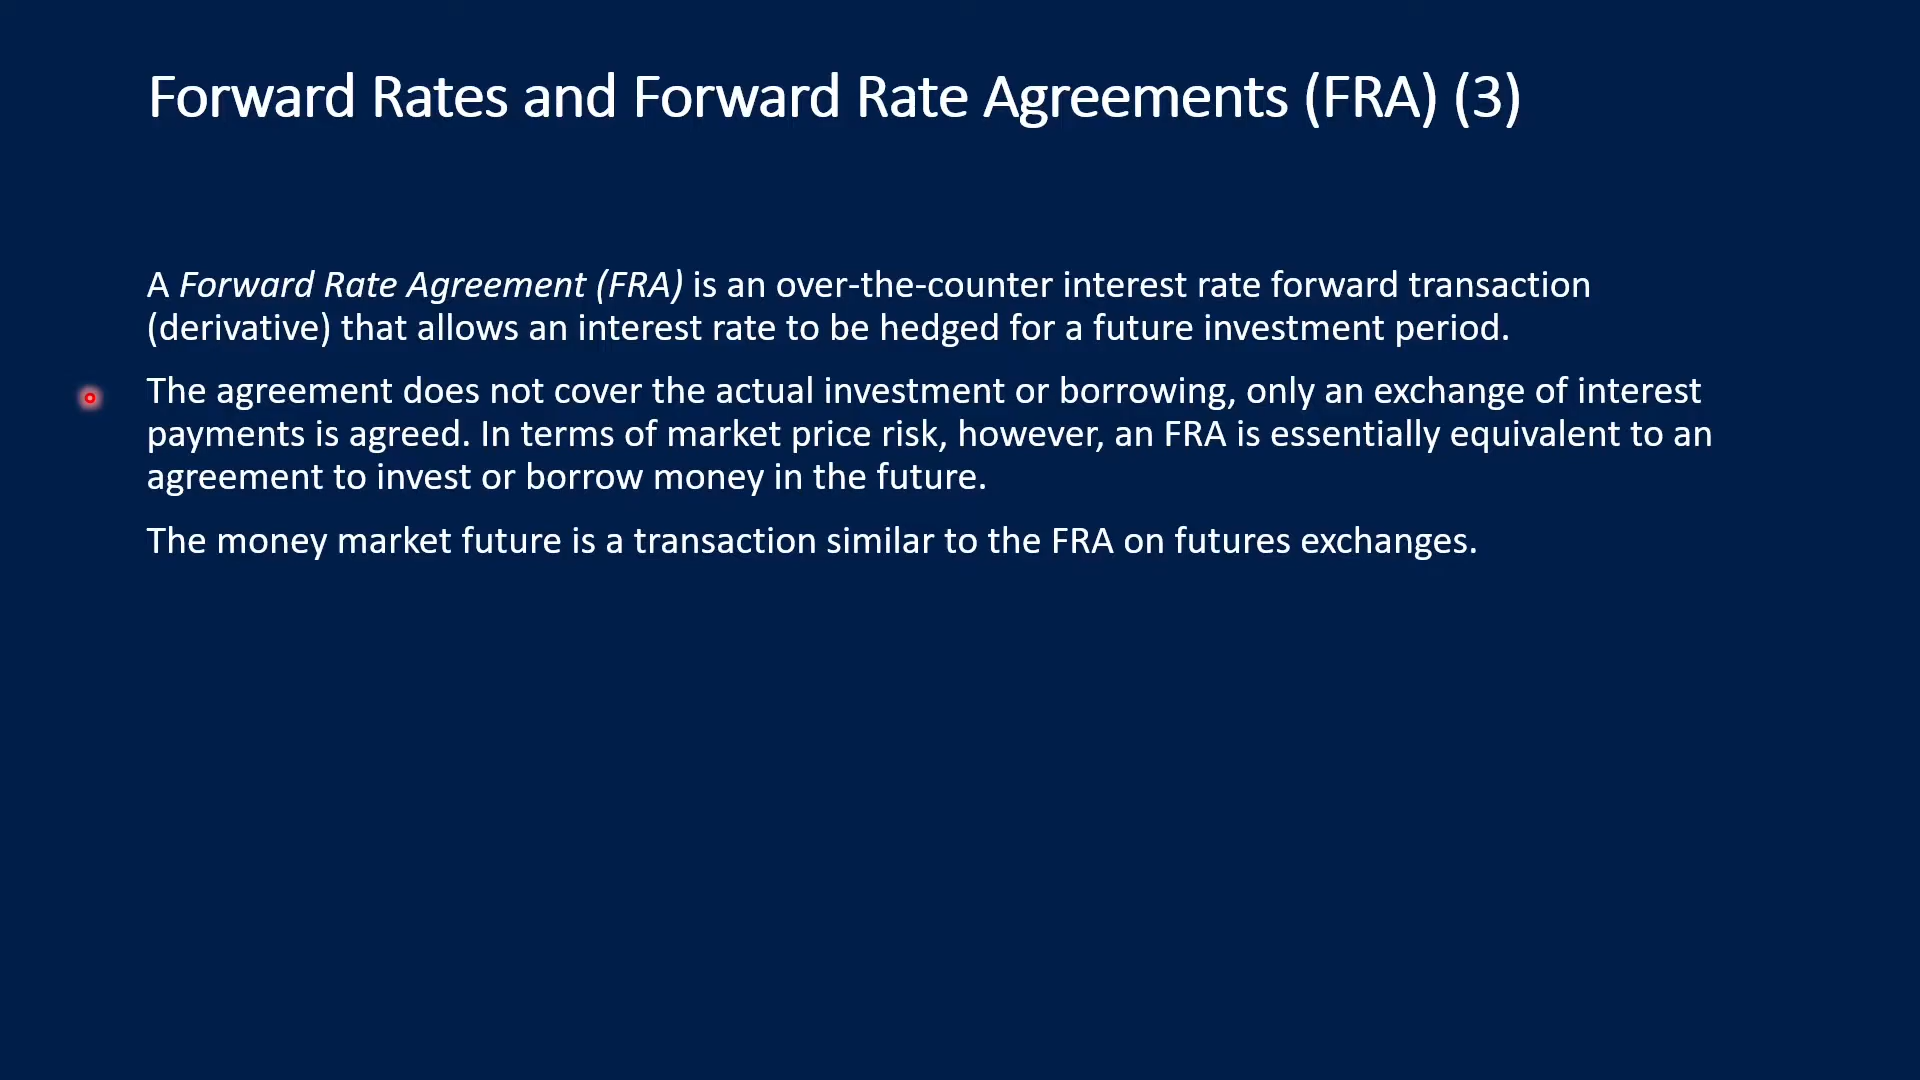 Forward Rates and Forward Rate Agreements (FRA) (3)
A Forward Rate Agreement (FRA) is an over-the-counter interest rate forward transaction
(derivative) that allows an interest rate to be hedged for a future investment period.
The agreement does not cover the actual investment or borrowing, only an exchange of interest
payments is agreed. In terms of market price risk, however, an FRA is essentially equivalent to an
agreement to invest or borrow money in the future.
The money market future is a transaction similar to the FRA on futures exchanges.